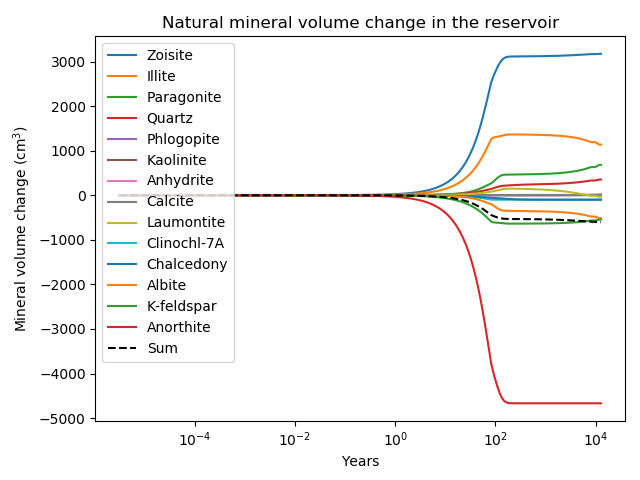 Natural mineral volume change in the reservoir
Mineral volume change (cm³)
3000
2000
1000
0
−1000
−2000
−3000
−4000
−5000
Zoisite
Illite
Paragonite
Quartz
Phlogopite
Kaolinite
Anhydrite
Calcite
Laumontite
Clinochl-7A
Chalcedony
Albite
K-feldspar
Anorthite
Sum
10⁻⁴ 10⁻² 10⁰ 10² 10⁴
Years